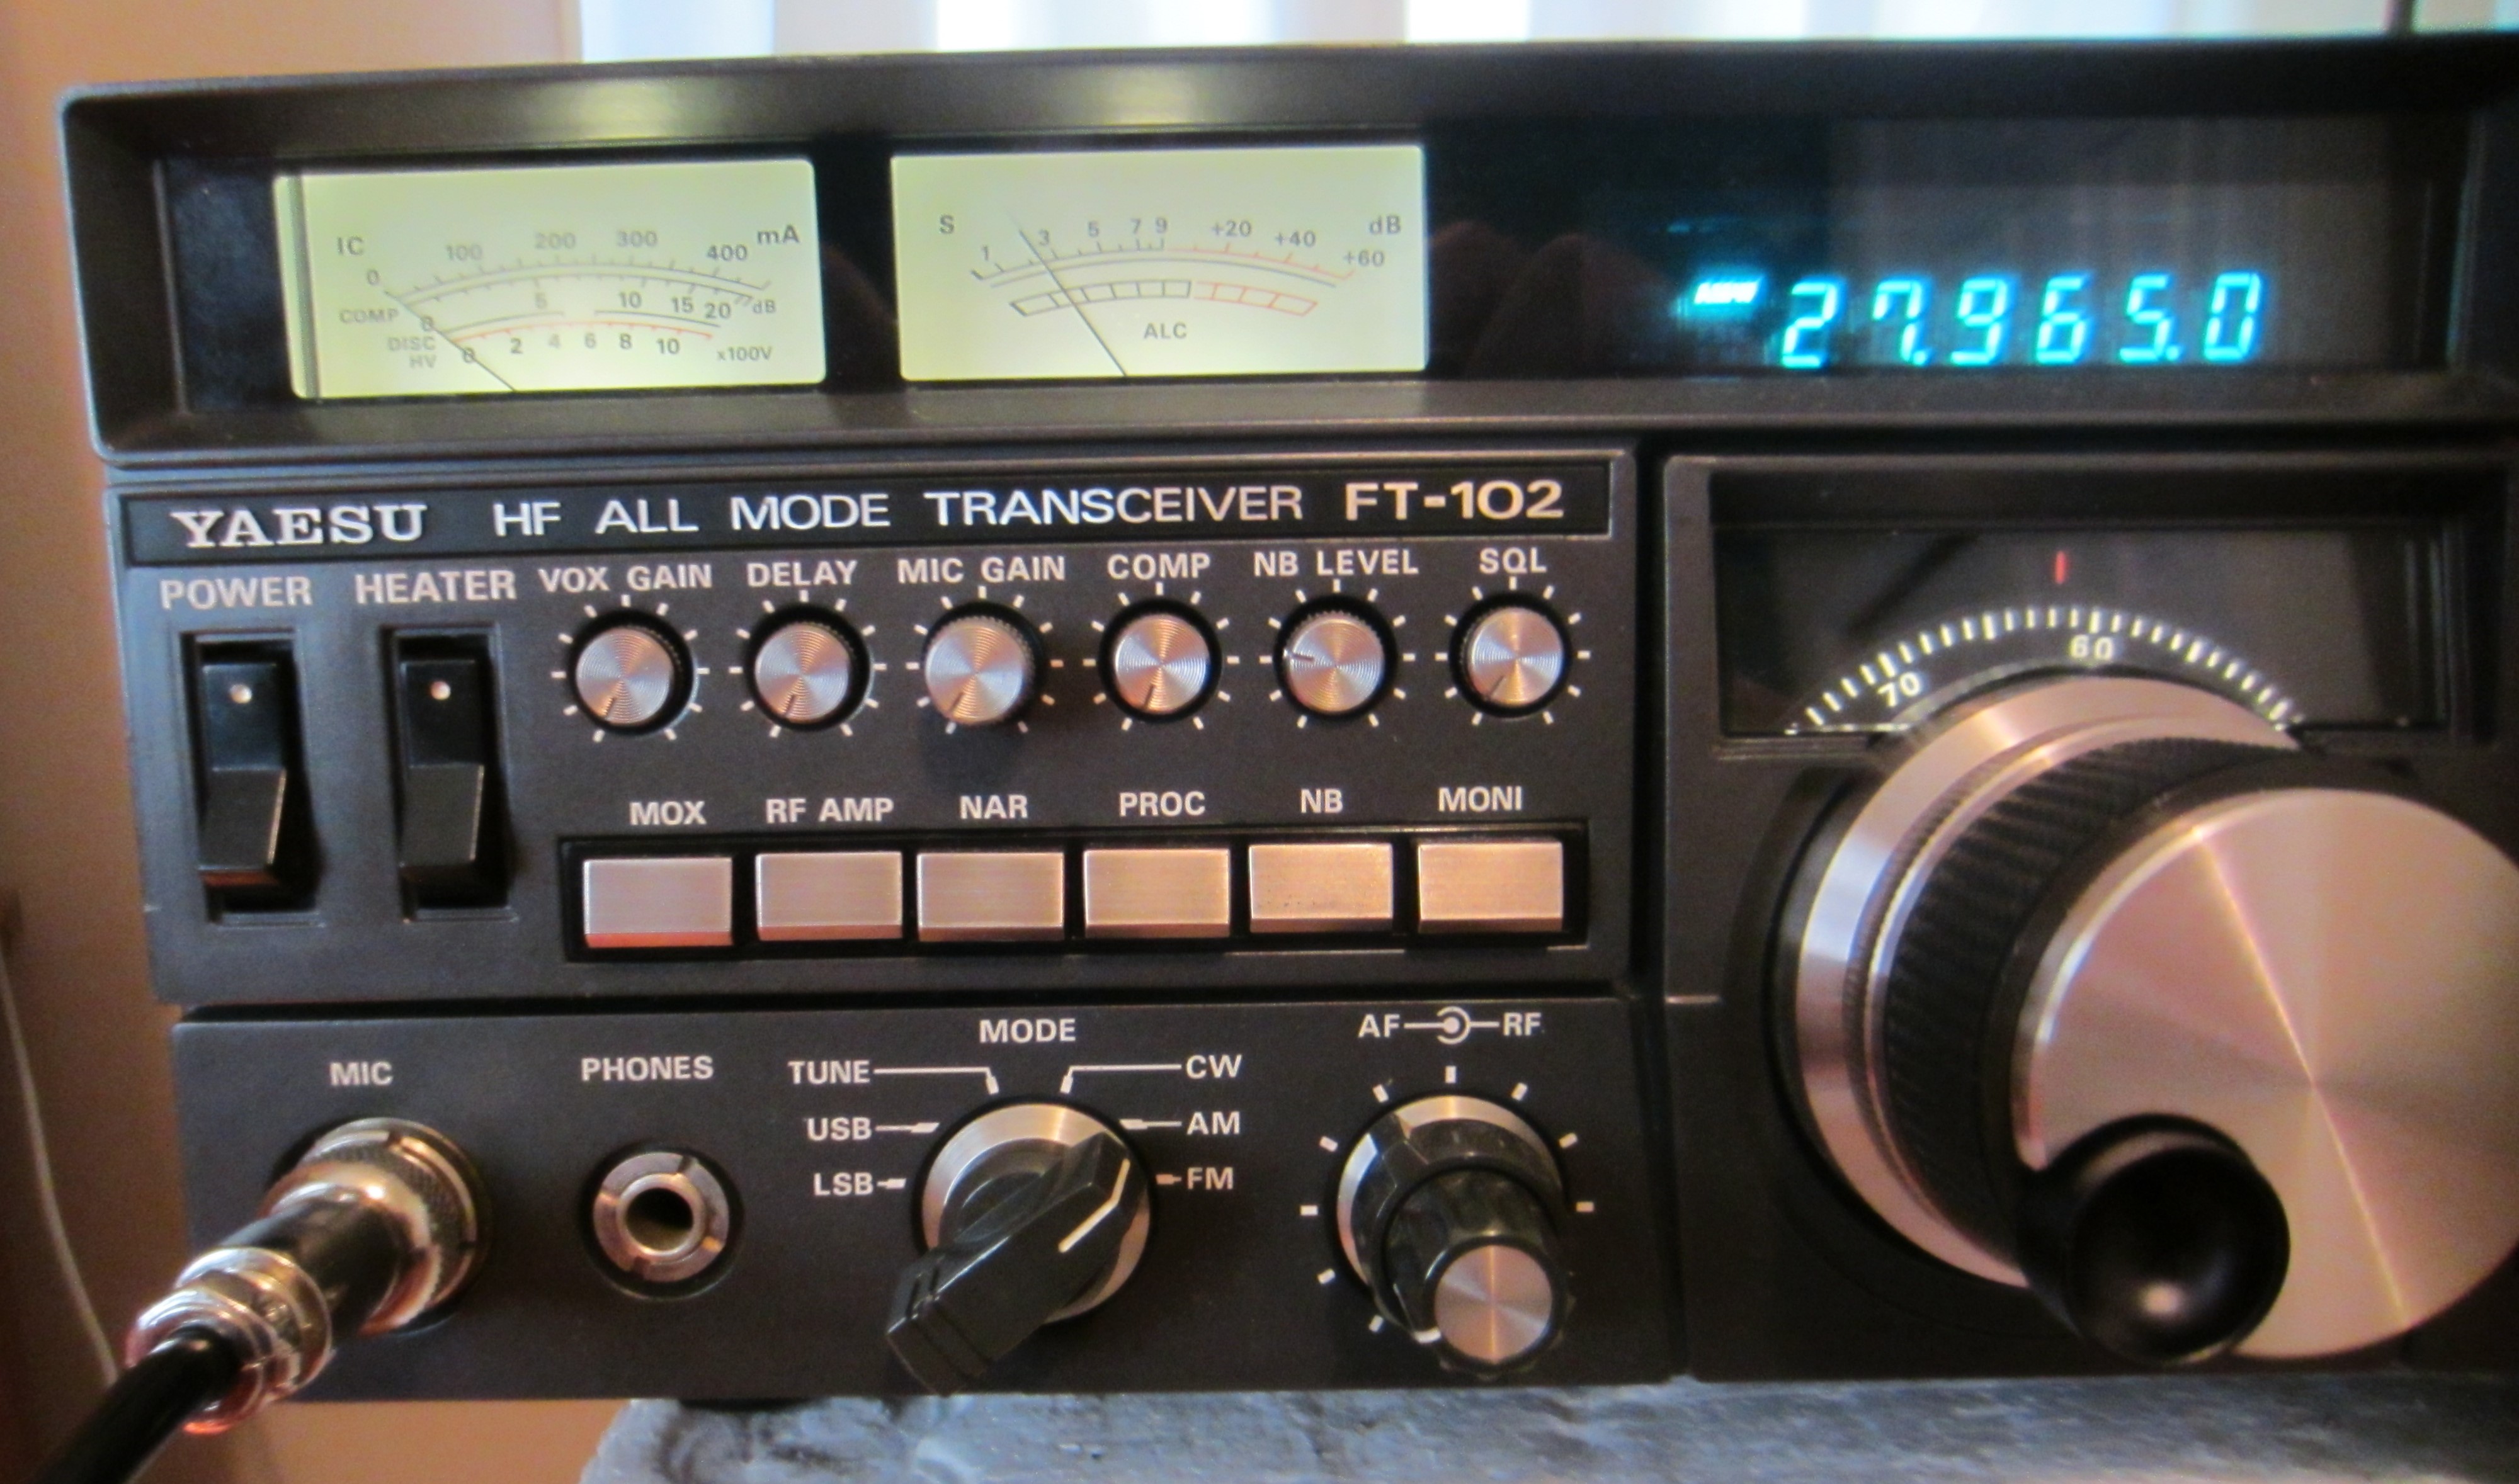 IC 0 100 200 300 400 mA
COMP 0 5 10 15 20 dB
DISC
HV 0 2 4 6 8 10 x100V
S 1 3 5 7 9 +20 +40 +60 dB
ALC
27.965.0
YAESU HF ALL MODE TRANSCEIVER FT-102
POWER HEATER VOX GAIN DELAY MIC GAIN COMP NB LEVEL SQL
70 60
MOX RF AMP NAR PROC NB MONI
MIC PHONES MODE AF RF
TUNE CW
USB AM
LSB FM